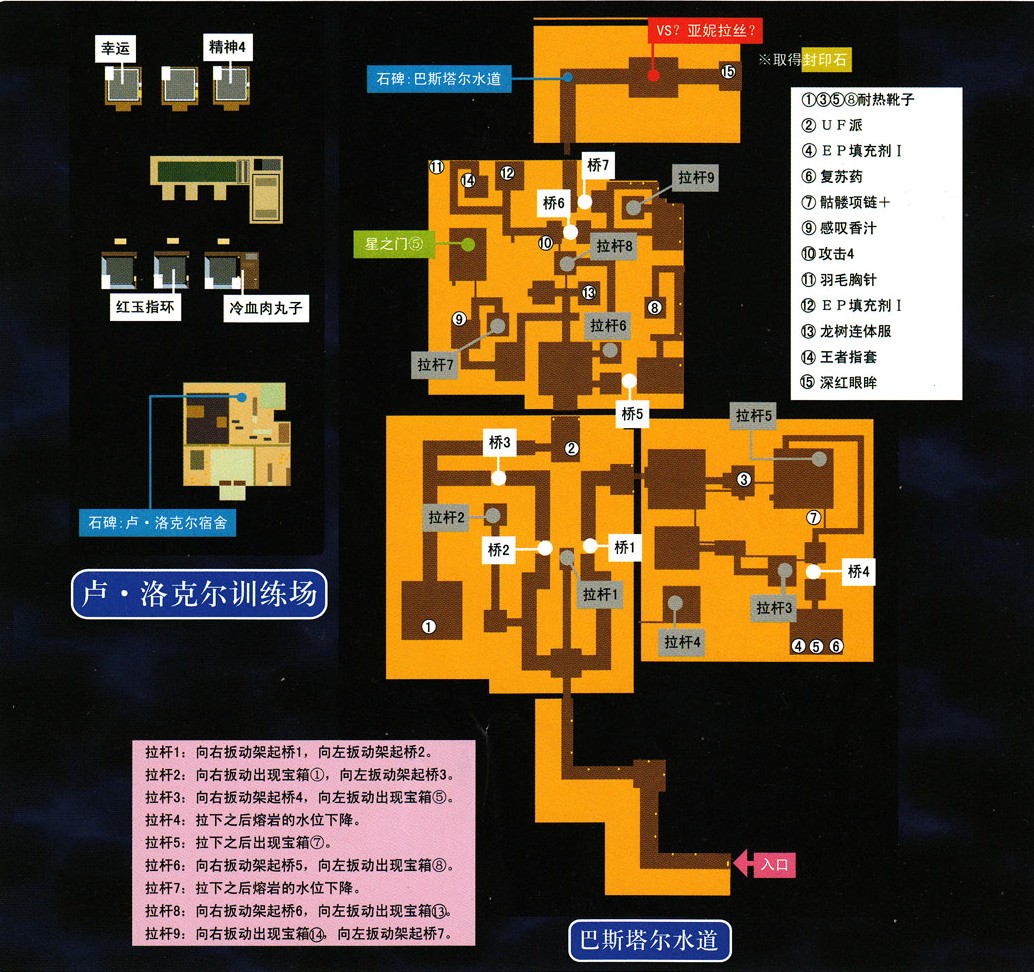 幸运
精神4
红玉指环
冷血肉丸子
石碑:卢·洛克尔宿舍
卢·洛克尔训练场
VS？亚妮拉丝？
※取得封印石
石碑:巴斯塔尔水道
⑮
①③⑤⑧耐热靴子
②ＵＦ派
④ＥＰ填充剂Ⅰ
⑥复苏药
⑦骷髅项链＋
⑨感叹香汁
⑩攻击4
⑪羽毛胸针
⑫ＥＰ填充剂Ⅰ
⑬龙树连体服
⑭王者指套
⑮深红眼眸
⑪
⑭
⑫
桥7
拉杆9
桥6
星之门⑤
⑩
拉杆8
⑬
⑧
⑨
拉杆6
拉杆7
桥5
桥3
②
拉杆5
③
拉杆2
⑦
桥2
桥1
拉杆1
桥4
拉杆3
①
拉杆4
④⑤⑥
拉杆1：向右扳动架起桥1，向左扳动架起桥2。
拉杆2：向右扳动出现宝箱①，向左扳动架起桥3。
拉杆3：向右扳动架起桥4，向左扳动出现宝箱⑤。
拉杆4：拉下之后熔岩的水位下降。
拉杆5：拉下之后出现宝箱⑦。
拉杆6：向右扳动架起桥5，向左扳动出现宝箱⑧。
拉杆7：拉下之后熔岩的水位下降。
拉杆8：向右扳动架起桥6，向左扳动出现宝箱⑬。
拉杆9：向右扳动出现宝箱⑭，向左扳动架起桥7。
入口
巴斯塔尔水道